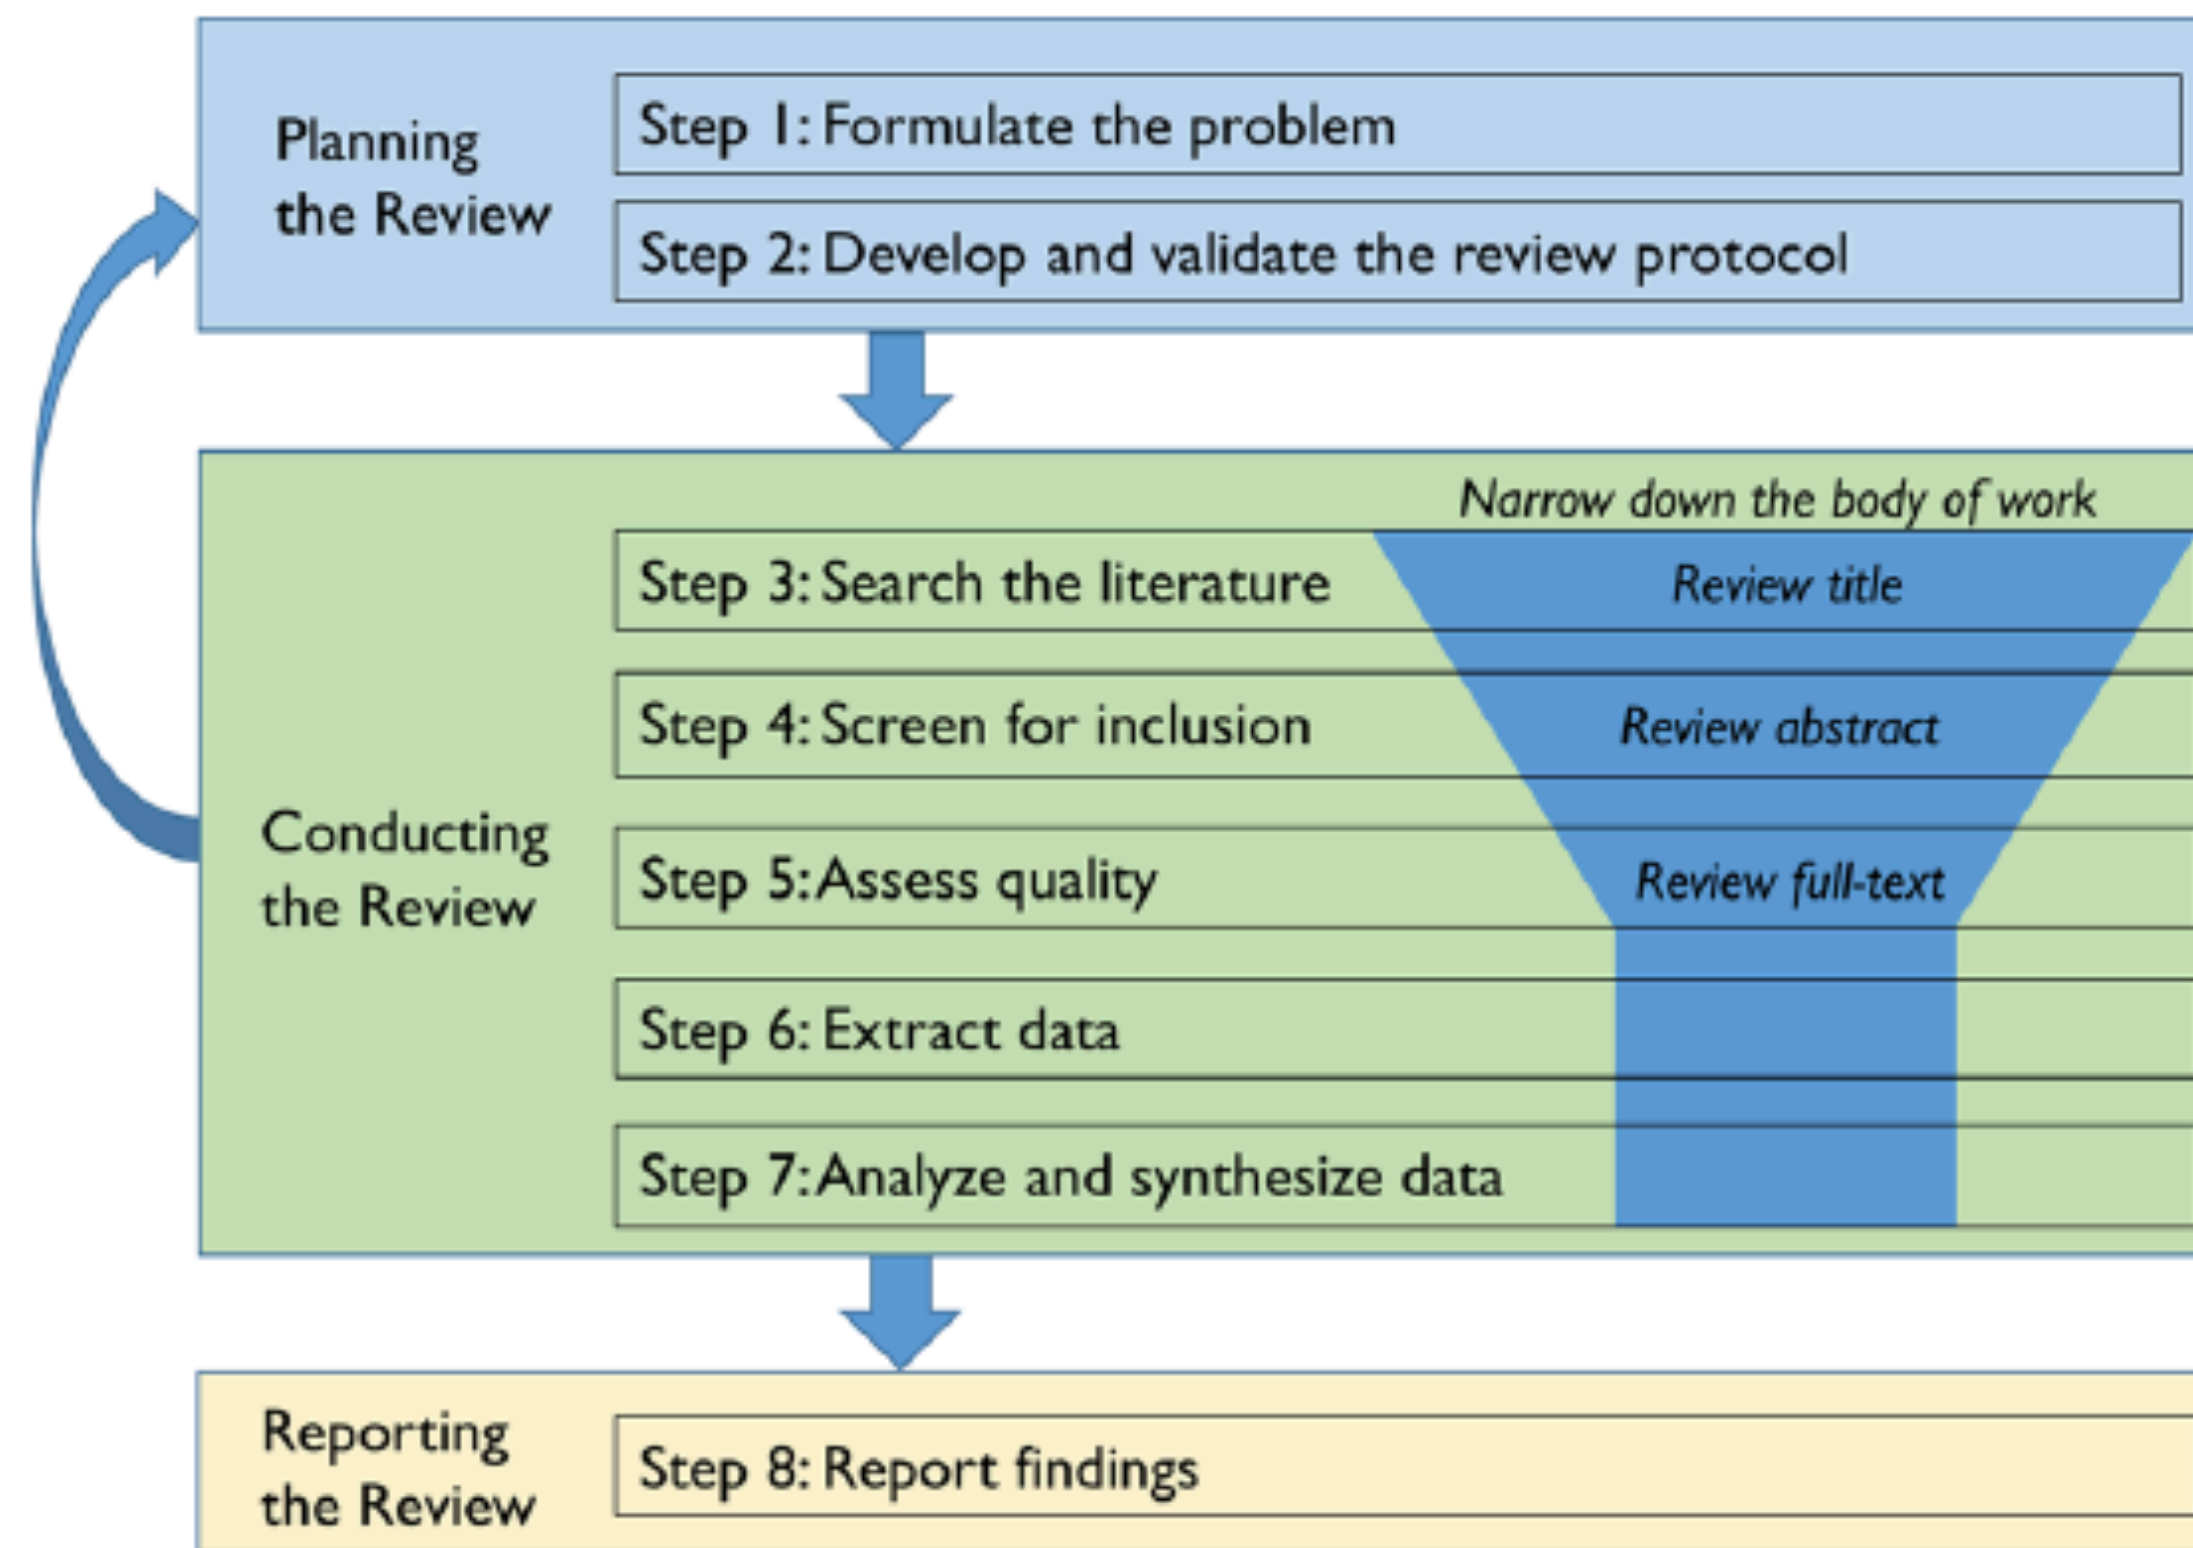 Planning
the Review
Step 1: Formulate the problem
Step 2: Develop and validate the review protocol
Narrow down the body of work
Step 3: Search the literature
Review title
Step 4: Screen for inclusion
Review abstract
Conducting
the Review
Step 5: Assess quality
Review full-text
Step 6: Extract data
Step 7: Analyze and synthesize data
Reporting
the Review
Step 8: Report findings